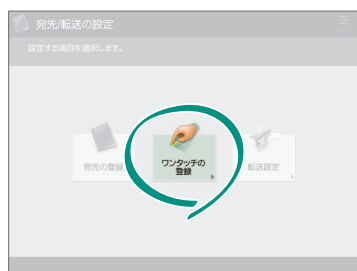 宛先/転送の設定
設定する項目を選択します。
宛先の登録
ワンタッチの
登録
転送設定